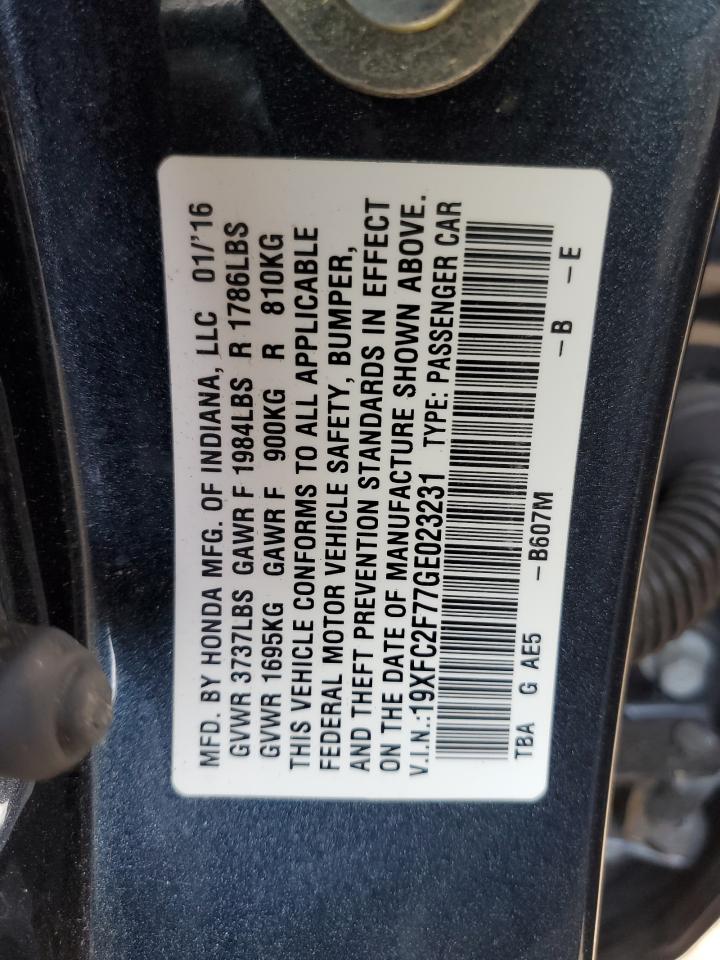 MFD. BY HONDA MFG. OF INDIANA, LLC 01/'16
GVWR 3737LBS GAWR F 1984LBS R 1786LBS
GVWR 1695KG GAWR F 900KG R 810KG
THIS VEHICLE CONFORMS TO ALL APPLICABLE
FEDERAL MOTOR VEHICLE SAFETY, BUMPER,
AND THEFT PREVENTION STANDARDS IN EFFECT
ON THE DATE OF MANUFACTURE SHOWN ABOVE.
V.I.N.:19XFC2F77GE023231 TYPE: PASSENGER CAR
TBA G AE5 -B607M -B -E